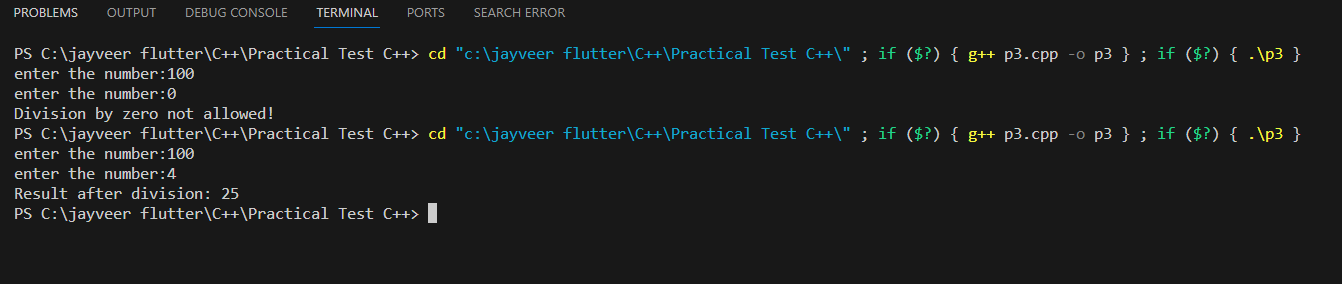 PROBLEMS OUTPUT DEBUG CONSOLE TERMINAL PORTS SEARCH ERROR
PS C:\jayveer flutter\C++\Practical Test C++> cd "c:\jayveer flutter\C++\Practical Test C++\" ; if ($?) { g++ p3.cpp -o p3 } ; if ($?) { .\p3 }
enter the number:100
enter the number:0
Division by zero not allowed!
PS C:\jayveer flutter\C++\Practical Test C++> cd "c:\jayveer flutter\C++\Practical Test C++\" ; if ($?) { g++ p3.cpp -o p3 } ; if ($?) { .\p3 }
enter the number:100
enter the number:4
Result after division: 25
PS C:\jayveer flutter\C++\Practical Test C++>